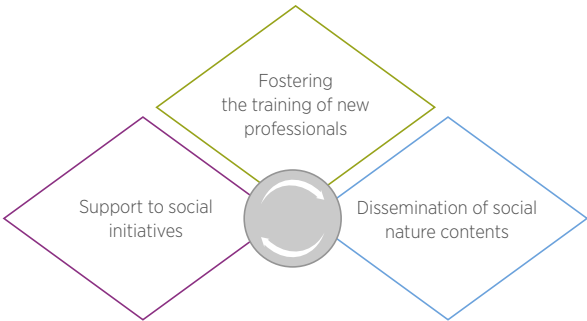 Fostering
the training of new
professionals
Support to social
initiatives
Dissemination of social
nature contents